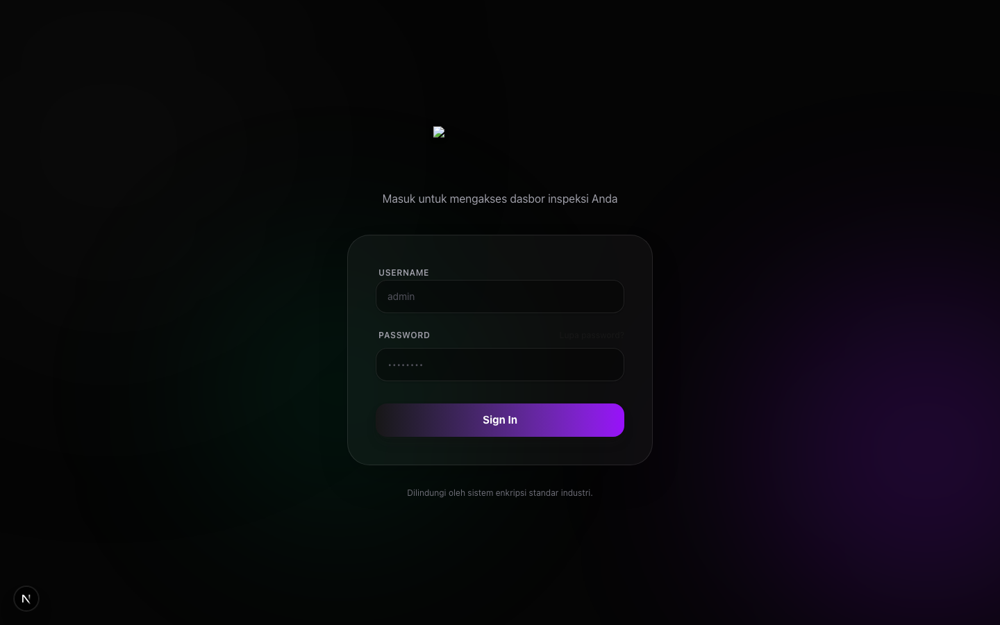 Masuk untuk mengakses dasbor inspeksi Anda
USERNAME
admin
PASSWORD
Lupa password?
••••••••
Sign In
Dilindungi oleh sistem enkripsi standar industri.
N